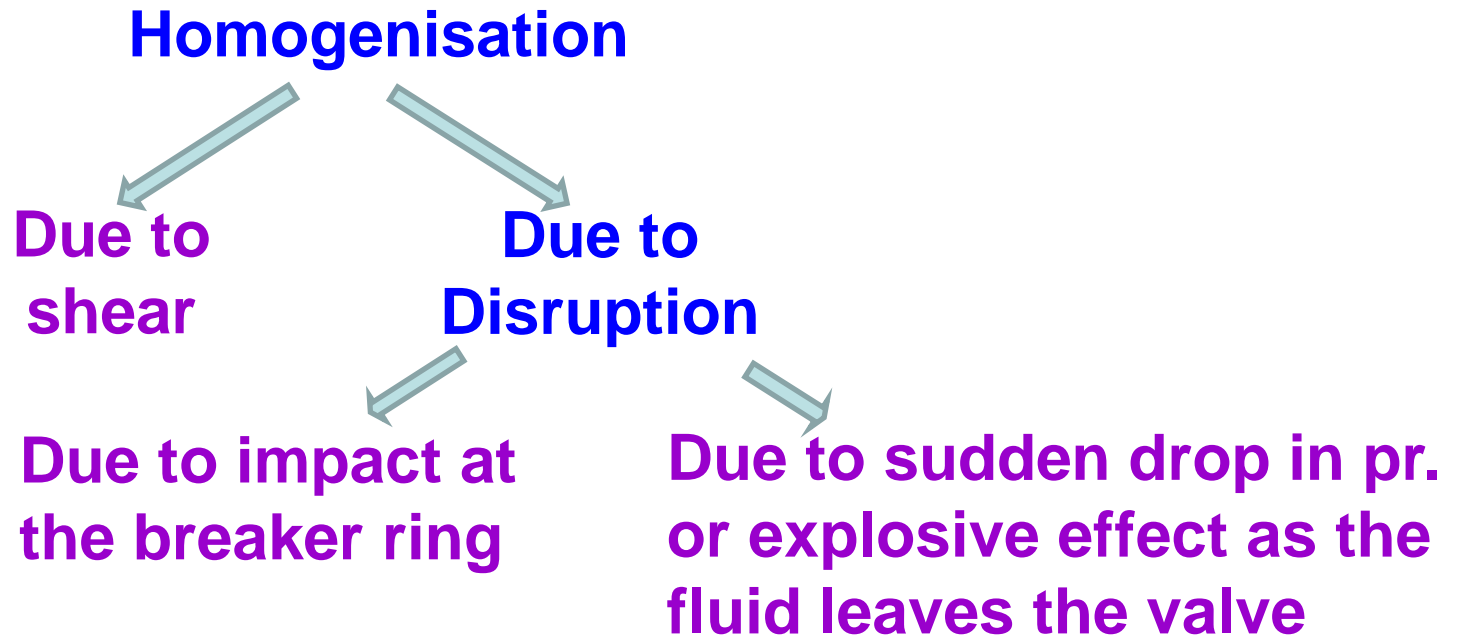 Homogenisation
Due to
shear
Due to
Disruption
Due to impact at
the breaker ring
Due to sudden drop in pr.
or explosive effect as the
fluid leaves the valve